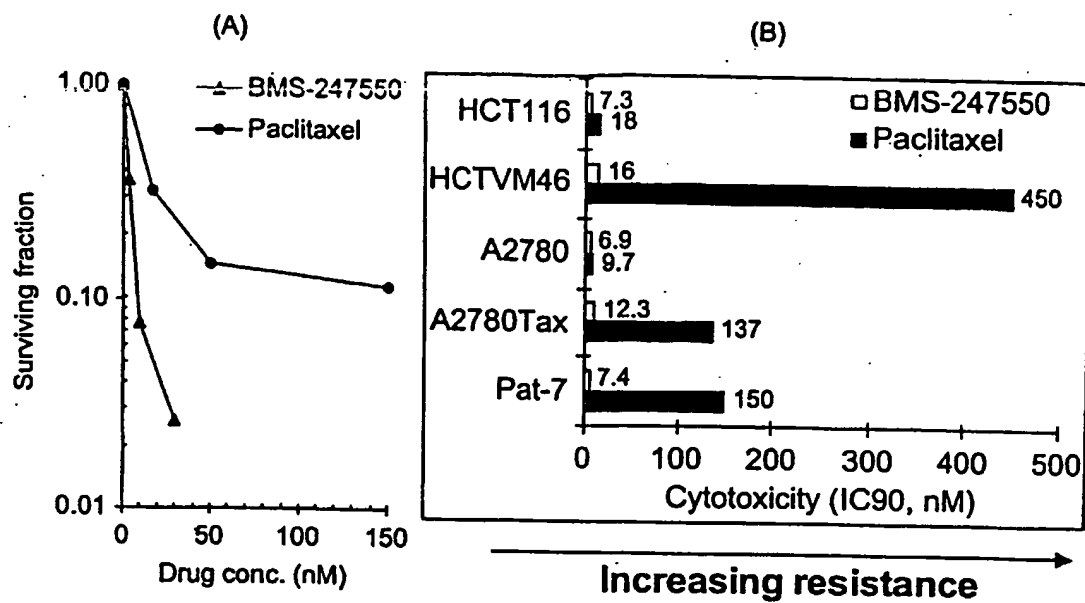 (A)
BMS-247550
Paclitaxel
1.00
0.10
0.01
Surviving fraction
0 50 100 150
Drug conc. (nM)
(B)
BMS-247550
Paclitaxel
HCT116 7.3
18
HCTVM46 16
450
A2780 6.9
9.7
A2780Tax 12.3
137
Pat-7 7.4
150
0 100 200 300 400 500
Cytotoxicity (IC90, nM)
Increasing resistance